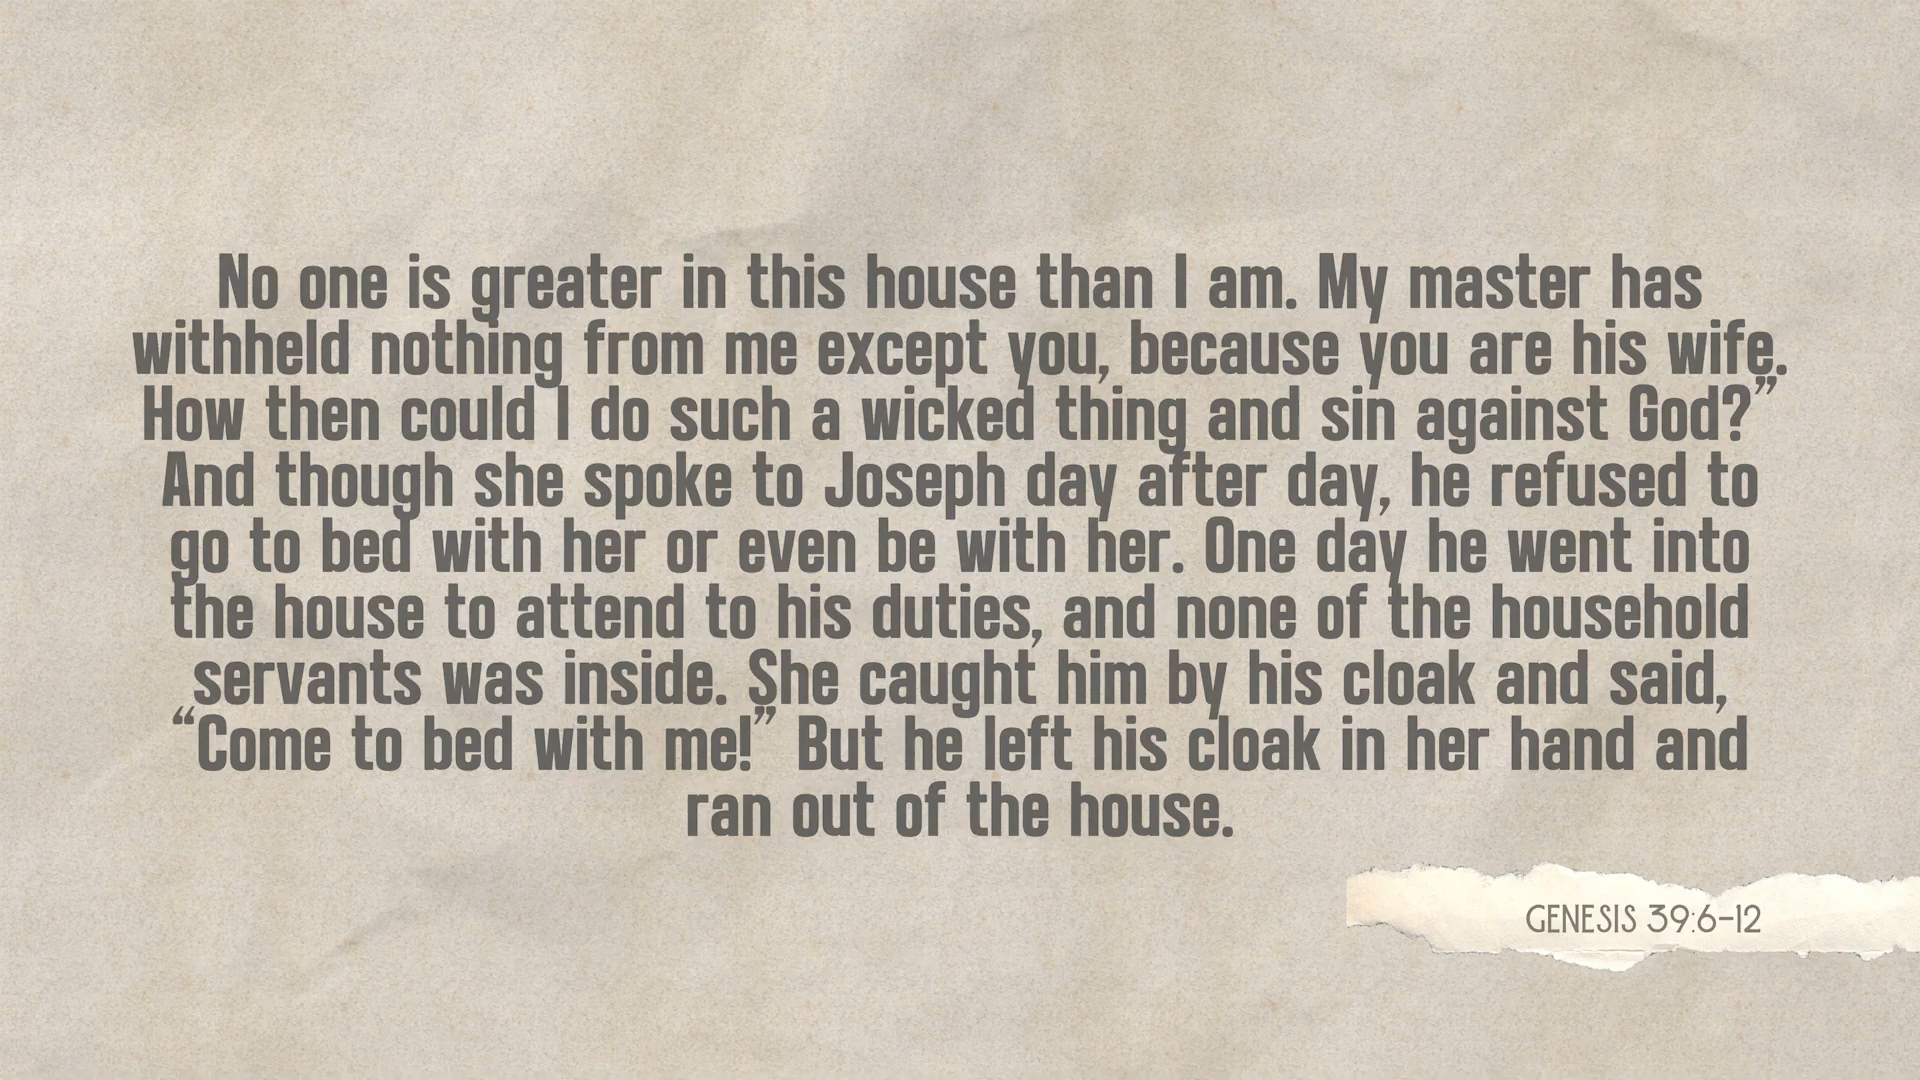 No one is greater in this house than I am. My master has
withheld nothing from me except you, because you are his wife.
How then could I do such a wicked thing and sin against God?”
And though she spoke to Joseph day after day, he refused to
go to bed with her or even be with her. One day he went into
the house to attend to his duties, and none of the household
servants was inside. She caught him by his cloak and said,
“Come to bed with me!” But he left his cloak in her hand and
ran out of the house.
GENESIS 39:6-12